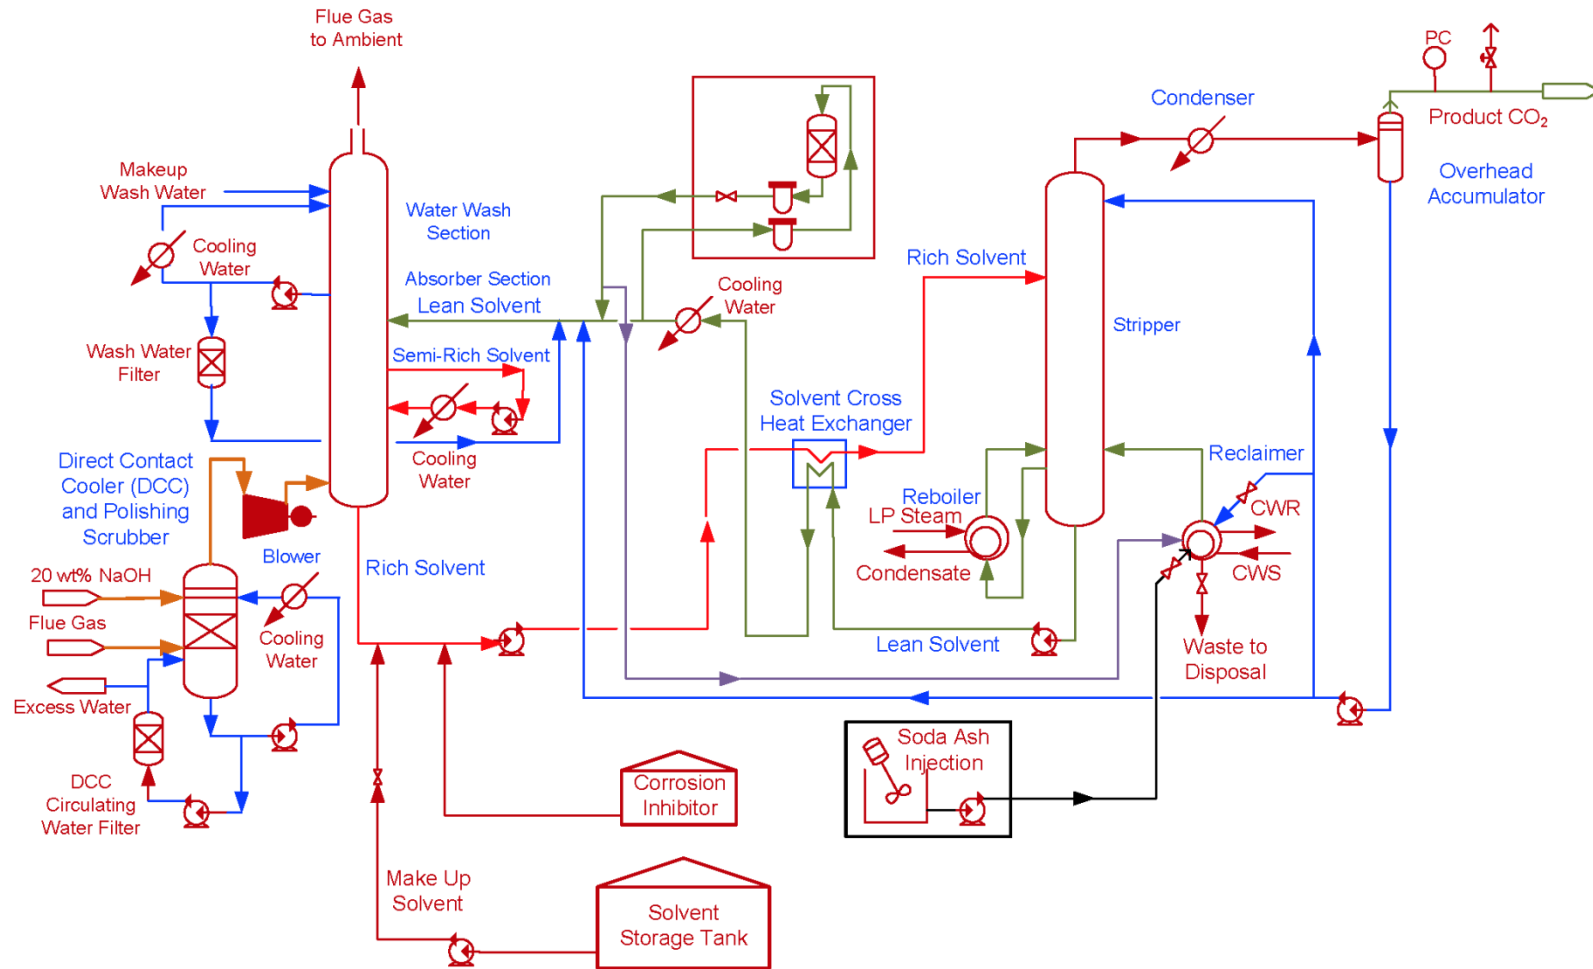 Flue Gas
to Ambient
PC
Condenser
Product CO₂
Makeup
Wash Water
Overhead
Accumulator
Water Wash
Section
Cooling
Water
Rich Solvent
Absorber Section
Lean Solvent
Cooling
Water
Stripper
Wash Water
Filter
Semi-Rich Solvent
Solvent Cross
Heat Exchanger
Direct Contact
Cooler (DCC)
and Polishing
Scrubber
Cooling
Water
Reclaimer
Reboiler
LP Steam
CWR
Blower
Rich Solvent
Condensate
CWS
20 wt% NaOH
Flue Gas
Cooling
Water
Lean Solvent
Waste to
Disposal
Excess Water
Soda Ash
Injection
DCC
Circulating
Water Filter
Corrosion
Inhibitor
Make Up
Solvent
Solvent
Storage Tank